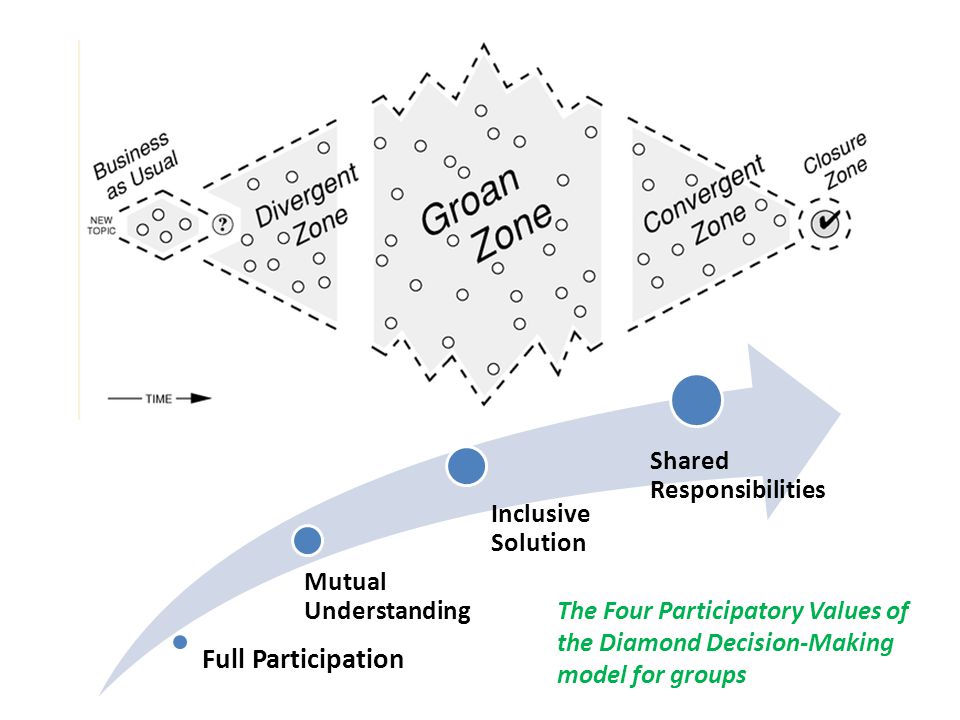 Business
as Usual
NEW
TOPIC
?
Divergent
Zone
Groan
Zone
Convergent
Zone
Closure
Zone
TIME
Shared
Responsibilities
Inclusive
Solution
Mutual
Understanding
Full Participation
The Four Participatory Values of
the Diamond Decision-Making
model for groups